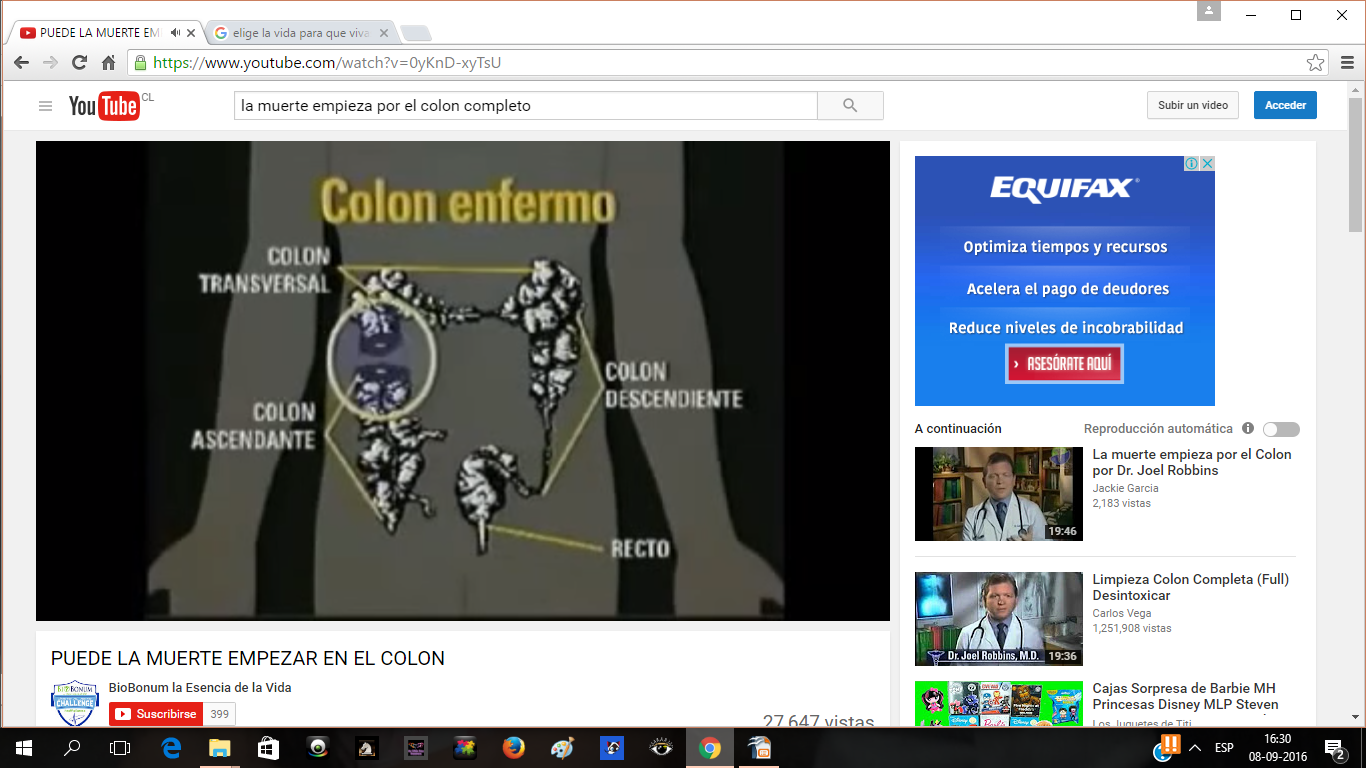 PUEDE LA MUERTE EM
elige la vida para que viva
https://www.youtube.com/watch?v=0yKnD-xyTsU
YouTube CL
la muerte empieza por el colon completo
Subir un video
Acceder
Colon enfermo
COLON
TRANSVERSAL
COLON
DESCENDIENTE
COLON
ASCENDANTE
RECTO
PUEDE LA MUERTE EMPEZAR EN EL COLON
BIOBONUM
CHALLENGE
BioBonum la Esencia de la Vida
Suscribirse 399
27,647 vistas
EQUIFAX
Optimiza tiempos y recursos
Acelera el pago de deudores
Reduce niveles de incobrabilidad
› ASESÓRATE AQUÍ
A continuación
Reproducción automática
La muerte empieza por el Colon
por Dr. Joel Robbins
Jackie Garcia
2,183 vistas
19:46
Limpieza Colon Completa (Full)
Desintoxicar
Carlos Vega
1,251,908 vistas
Dr. Joel Robbins, M.D.
19:36
Cajas Sorpresa de Barbie MH
Princesas Disney MLP Steven
Los Juguetes de Titi
ESP
16:30
08-09-2016
2